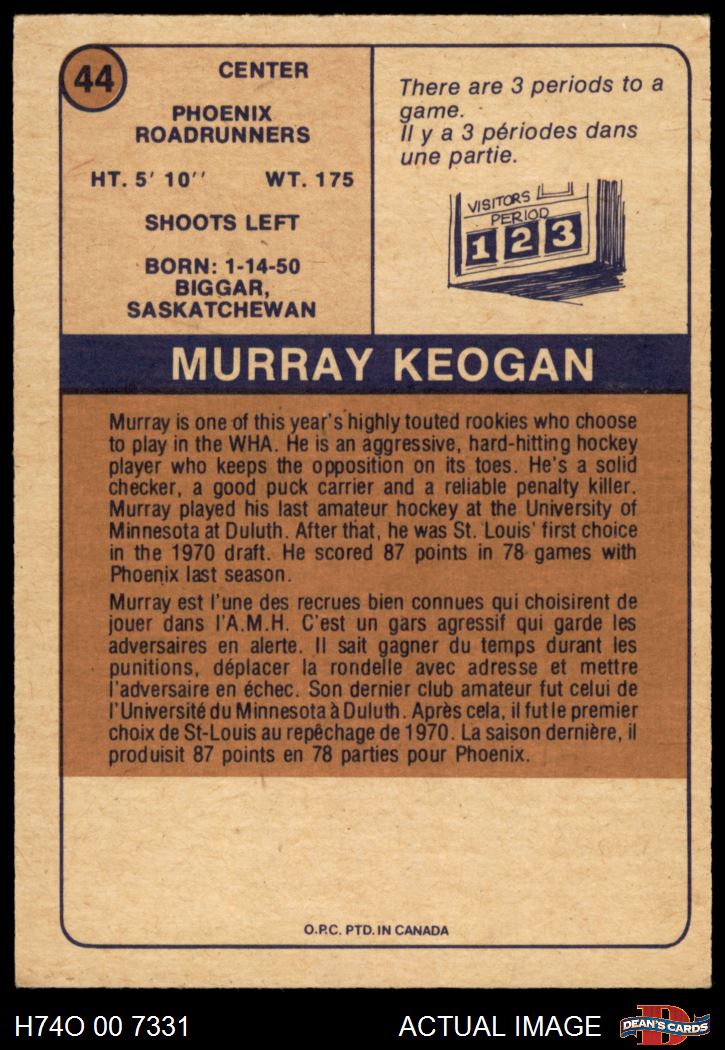 44
CENTER
PHOENIX
ROADRUNNERS
HT. 5' 10'' WT. 175
SHOOTS LEFT
BORN: 1-14-50
BIGGAR,
SASKATCHEWAN
There are 3 periods to a
game.
Il y a 3 périodes dans
une partie.
VISITORS
PERIOD
1 2 3
MURRAY KEOGAN
Murray is one of this year's highly touted rookies who choose
to play in the WHA. He is an aggressive, hard-hitting hockey
player who keeps the opposition on its toes. He's a solid
checker, a good puck carrier and a reliable penalty killer.
Murray played his last amateur hockey at the University of
Minnesota at Duluth. After that, he was St. Louis' first choice
in the 1970 draft. He scored 87 points in 78 games with
Phoenix last season.
Murray est l'une des recrues bien connues qui choisirent de
jouer dans l'A.M.H. C'est un gars agressif qui garde les
adversaires en alerte. Il sait gagner du temps durant les
punitions, déplacer la rondelle avec adresse et mettre
l'adversaire en échec. Son dernier club amateur fut celui de
l'Université du Minnesota à Duluth. Après cela, il fut le premier
choix de St-Louis au repêchage de 1970. La saison dernière, il
produisit 87 points en 78 parties pour Phoenix.
O.P.C. PTD. IN CANADA
H74O 00 7331
ACTUAL IMAGE
D
DEAN'S CARDS